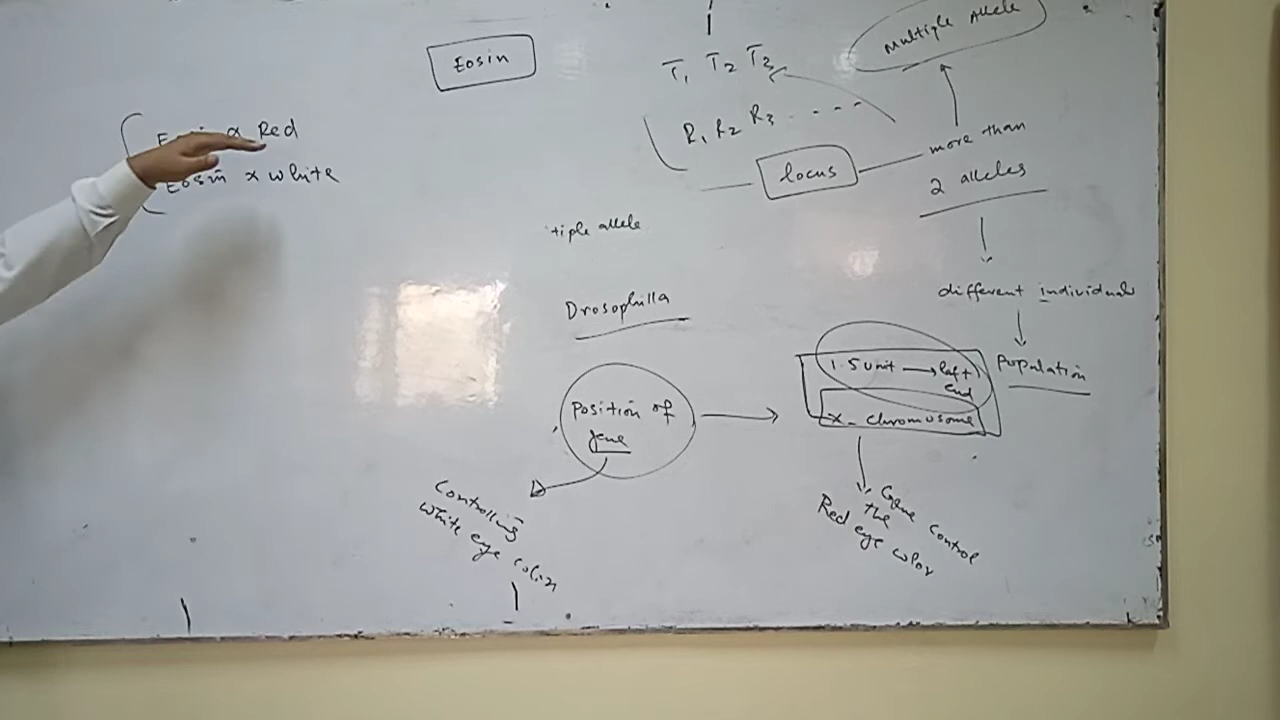 Eosin
Eosin x Red
Eosin x white
T1 T2 T3
R1 R2 R3 ----
Multiple Allele
locus
more than
2 alleles
different individuals
Population
tiple allele
Drosophilla
Position of
gene
Controlling
white eye color
1.5 unit → left
end
X- chromosome
Gene control
the
Red eye color